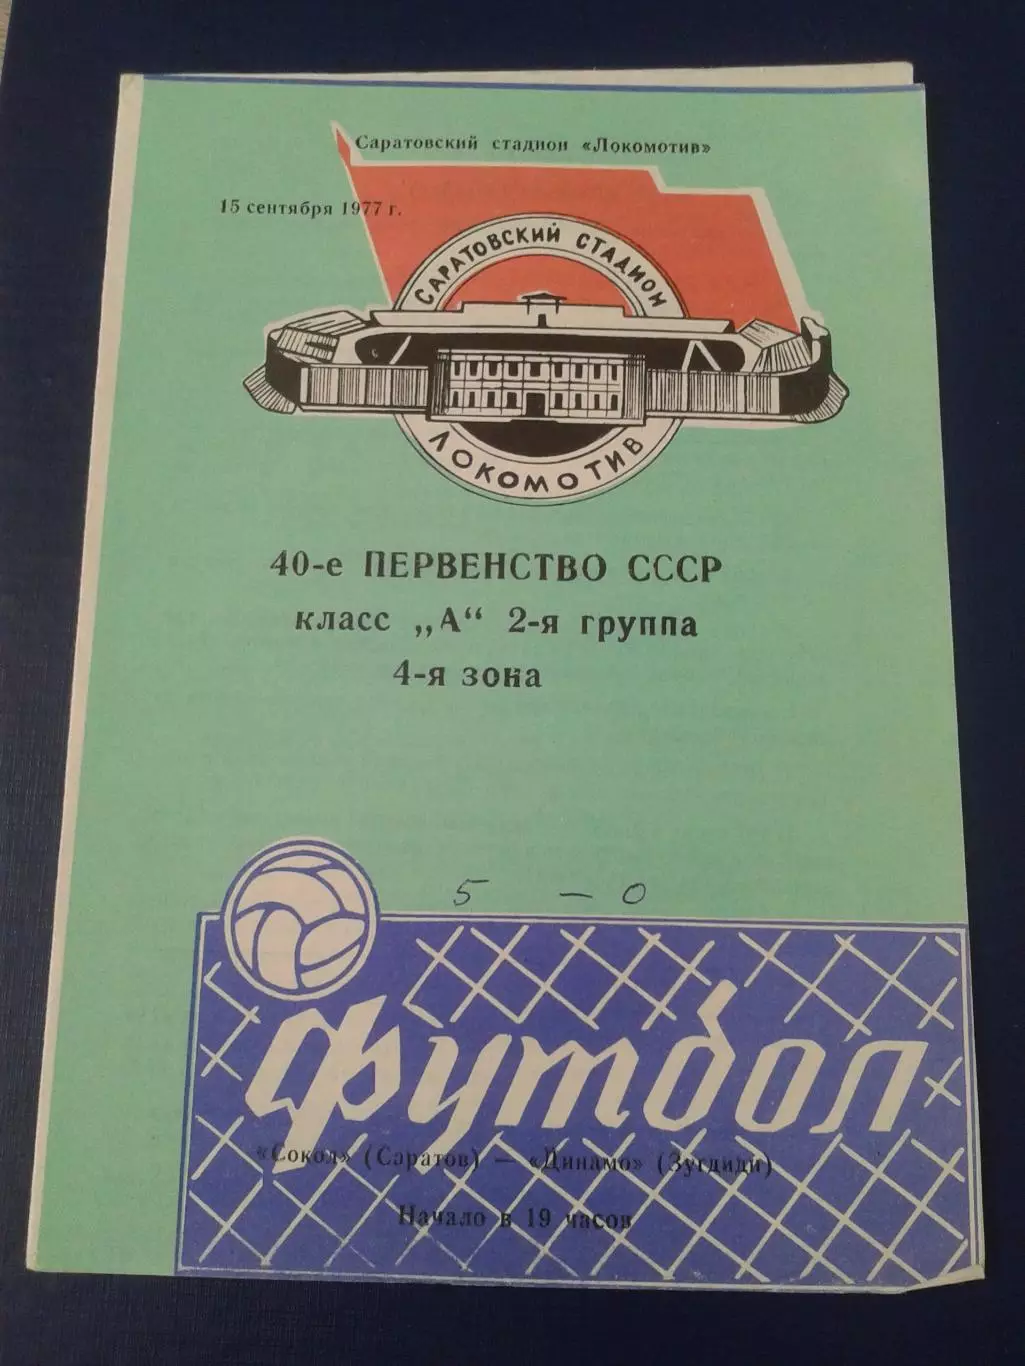 Саратовский стадион «Локомотив»
15 сентября 1977 г.
САРАТОВСКИЙ СТАДИОН
ЛОКОМОТИВ
40-е ПЕРВЕНСТВО СССР
класс „А“ 2-я группа
4-я зона
5 — 0
Футбол
«Сокол» (Саратов) — «Динамо» (Зугдиди)
Начало в 19 часов